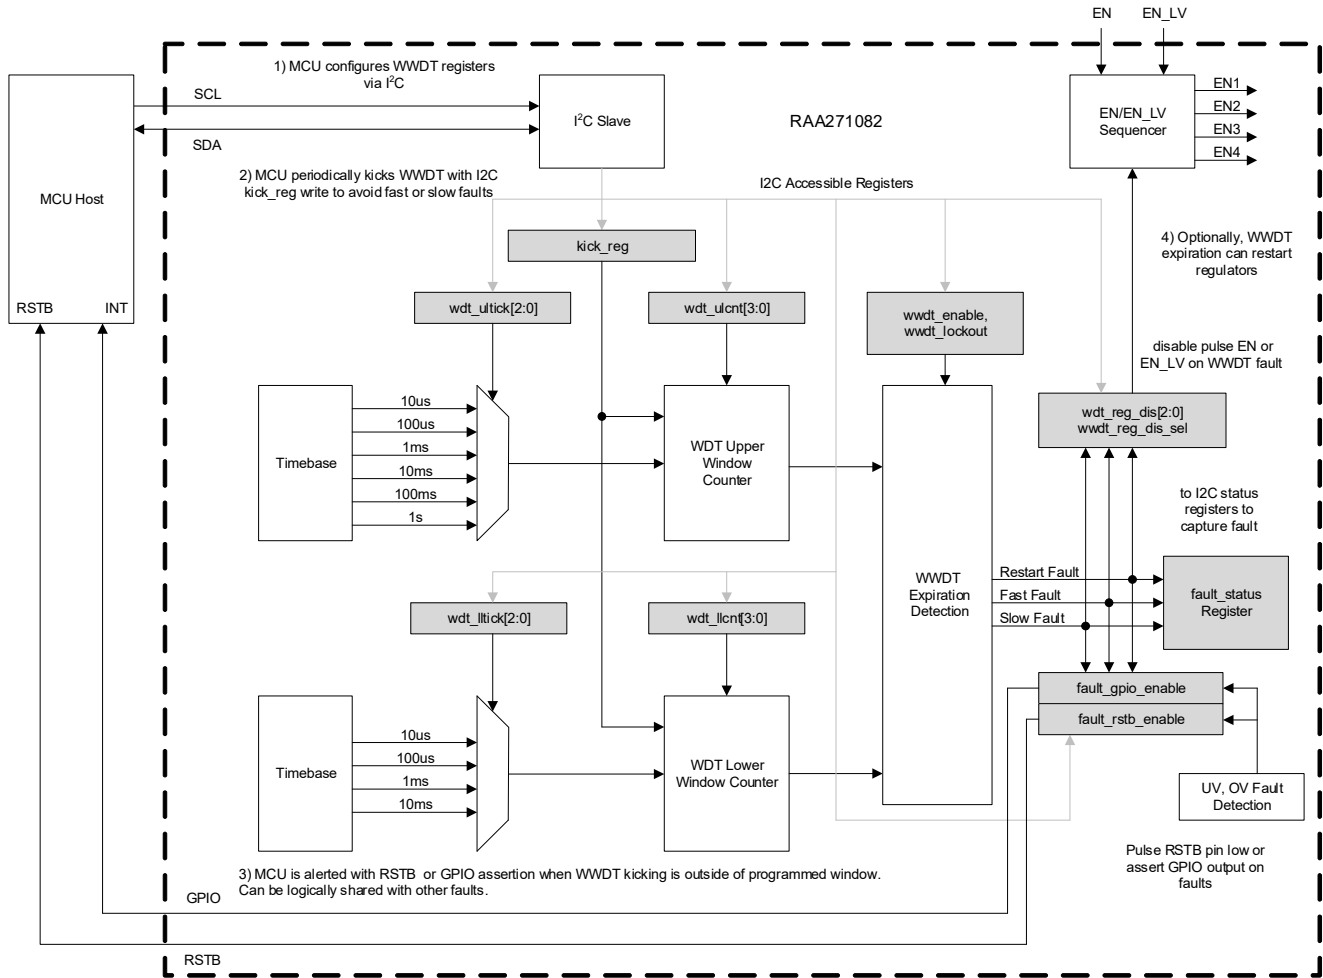 EN
EN_LV
1) MCU configures WWDT registers
via I²C
SCL
SDA
I²C Slave
RAA271082
EN/EN_LV
Sequencer
EN1
EN2
EN3
EN4
MCU Host
RSTB
INT
2) MCU periodically kicks WWDT with I2C
kick_reg write to avoid fast or slow faults
I2C Accessible Registers
kick_reg
4) Optionally, WWDT
expiration can restart
regulators
wdt_ultick[2:0]
wdt_ulcnt[3:0]
wwdt_enable,
wwdt_lockout
disable pulse EN or
EN_LV on WWDT fault
Timebase
10us
100us
1ms
10ms
100ms
1s
WDT Upper
Window
Counter
wdt_reg_dis[2:0]
wwdt_reg_dis_sel
to I2C status
registers to
capture fault
WWDT
Expiration
Detection
Restart Fault
Fast Fault
Slow Fault
fault_status
Register
wdt_lltick[2:0]
wdt_llcnt[3:0]
fault_gpio_enable
fault_rstb_enable
Timebase
10us
100us
1ms
10ms
WDT Lower
Window Counter
UV, OV Fault
Detection
Pulse RSTB pin low or
assert GPIO output on
faults
3) MCU is alerted with RSTB or GPIO assertion when WWDT kicking is outside of programmed window.
Can be logically shared with other faults.
GPIO
RSTB